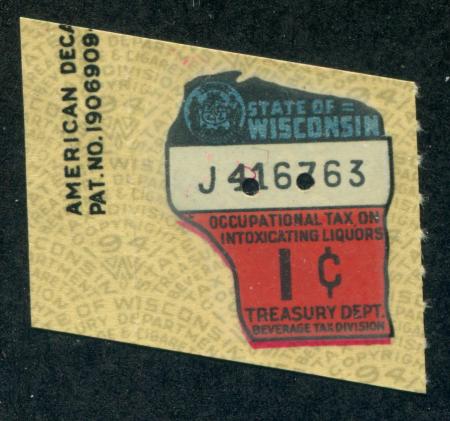 AMERICAN DECA
PAT. NO. 1906909
STATE OF
WISCONSIN
J 416763
OCCUPATIONAL TAX ON
INTOXICATING LIQUORS
1¢
TREASURY DEPT.
BEVERAGE TAX DIVISION